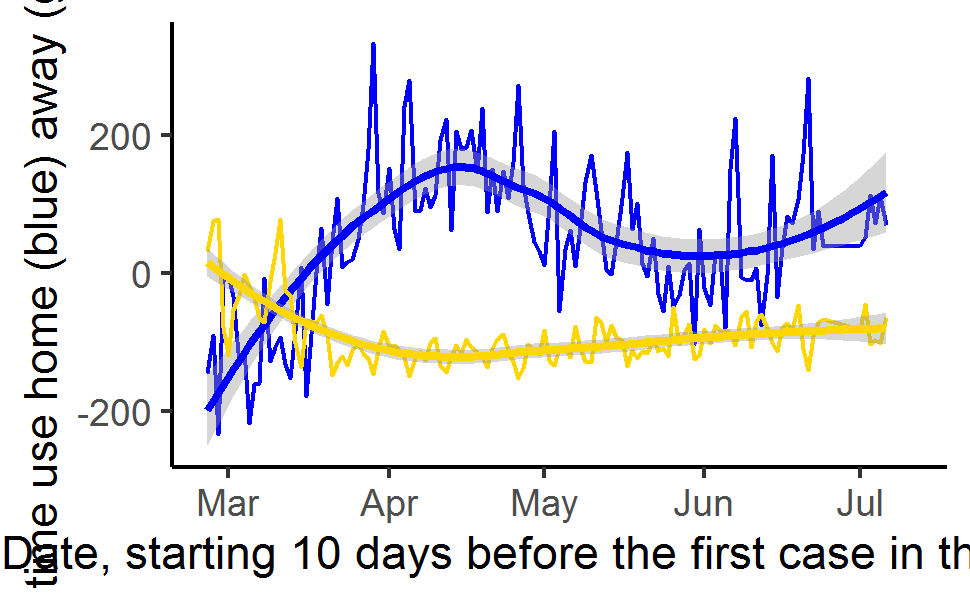 time use home (blue) away (
200
0
-200
Mar Apr May Jun Jul
Date, starting 10 days before the first case in th